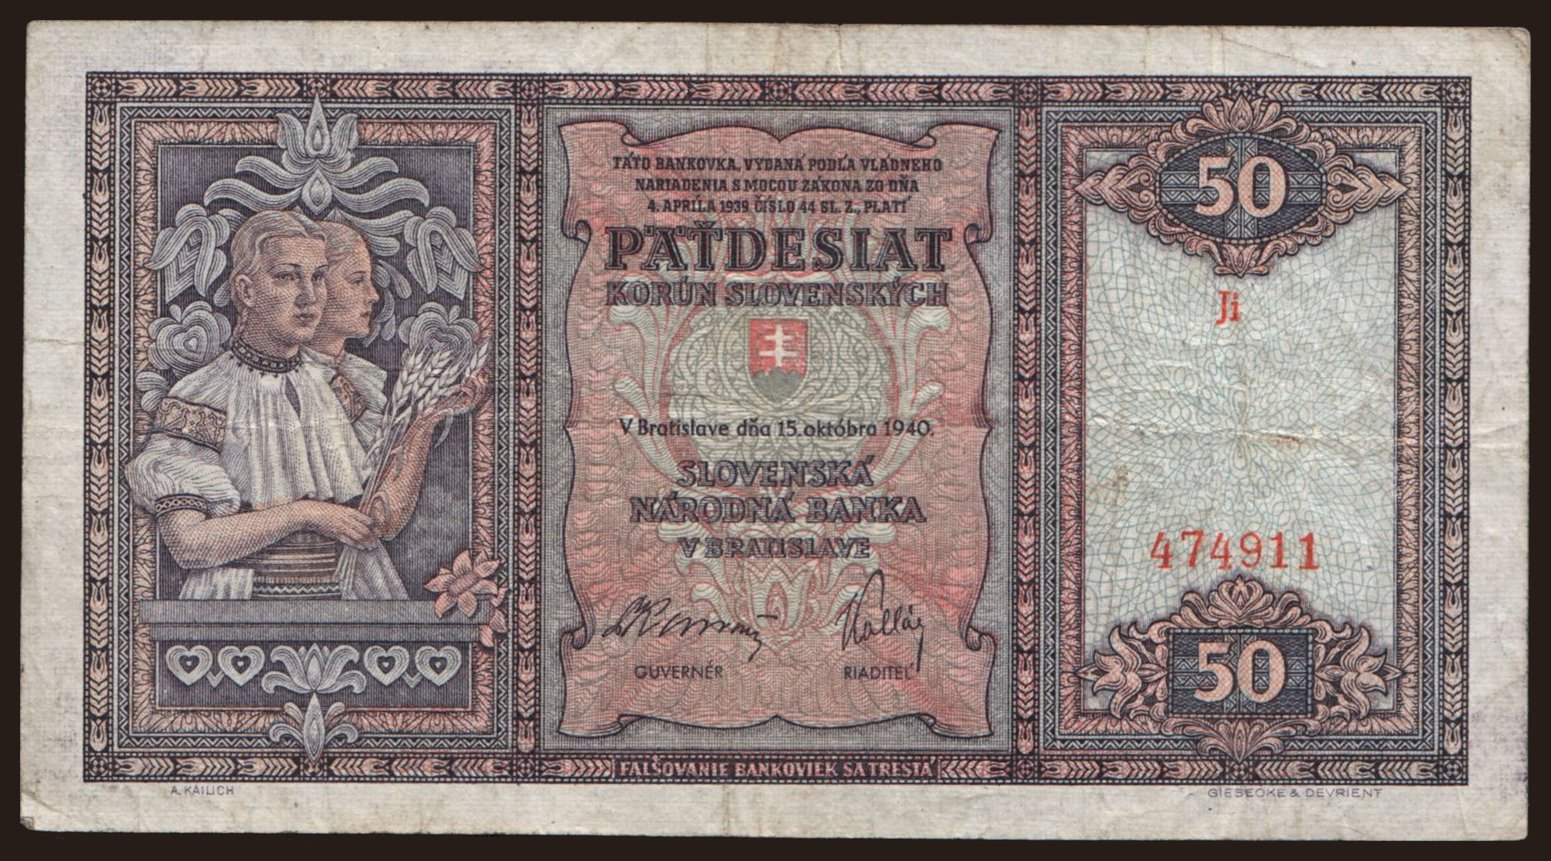 TÁTO BANKOVKA, VYDANÁ PODĽA VLÁDNEHO
NARIADENIA S MOCOU ZÁKONA ZO DŇA
4. APRÍLA 1939 ČÍSLO 44 SL. Z., PLATÍ
PÄŤDESIAT
KORÚN SLOVENSKÝCH
V Bratislave dňa 15. októbra 1940.
SLOVENSKÁ
NÁRODNÁ BANKA
V BRATISLAVE
GUVERNÉR
RIADITEĽ
FALŠOVANIE BANKOVIEK SA TRESTÁ
50
Ji
474911
50
A. KAILICH
GIESECKE & DEVRIENT